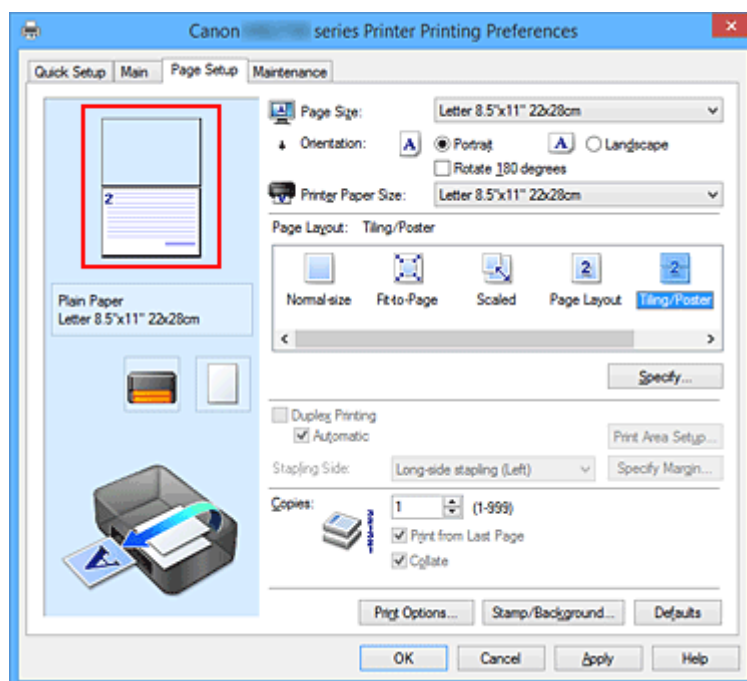 Canon series Printer Printing Preferences
Quick Setup Main Page Setup Maintenance
2
Plain Paper
Letter 8.5"x11" 22x28cm
A
Page Size: Letter 8.5"x11" 22x28cm
Orientation: A Portrait A Landscape
Rotate 180 degrees
Printer Paper Size: Letter 8.5"x11" 22x28cm
Page Layout: Tiling/Poster
2 2
Normal-size Fit-to-Page Scaled Page Layout Tiling/Poster
Specify...
Duplex Printing
Automatic
Print Area Setup...
Stapling Side: Long-side stapling (Left) Specify Margin...
Copies: 1 (1-999)
Print from Last Page
Collate
Print Options... Stamp/Background... Defaults
OK Cancel Apply Help